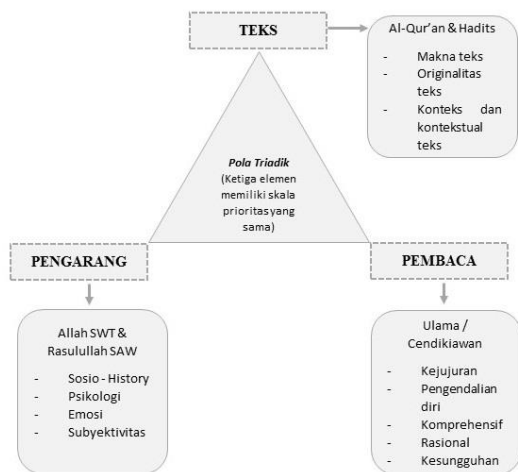 TEKS
Al-Qur'an & Hadits
- Makna teks
- Originalitas
teks
- Konteks dan
kontekstual
teks
Pola Triadik
(Ketiga elemen
memiliki skala
prioritas yang
sama)
PENGARANG
Allah SWT &
Rasulullah SAW
- Sosio - History
- Psikologi
- Emosi
- Subyektivitas
PEMBACA
Ulama /
Cendikiawan
- Kejujuran
- Pengendalian
diri
- Komprehensif
- Rasional
- Kesungguhan